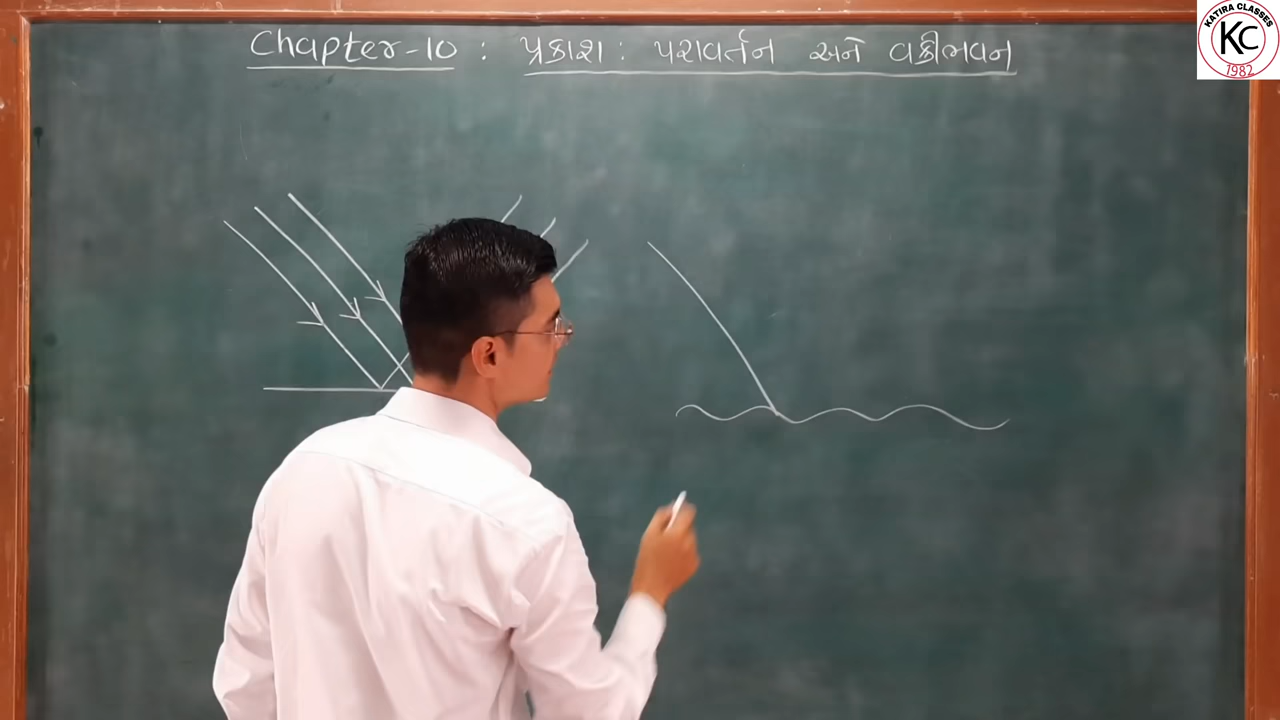 Chapter-10 : પ્રકાશ : પરાવર્તન અને વક્રીભવન
KATIRA CLASSES
KC
1982